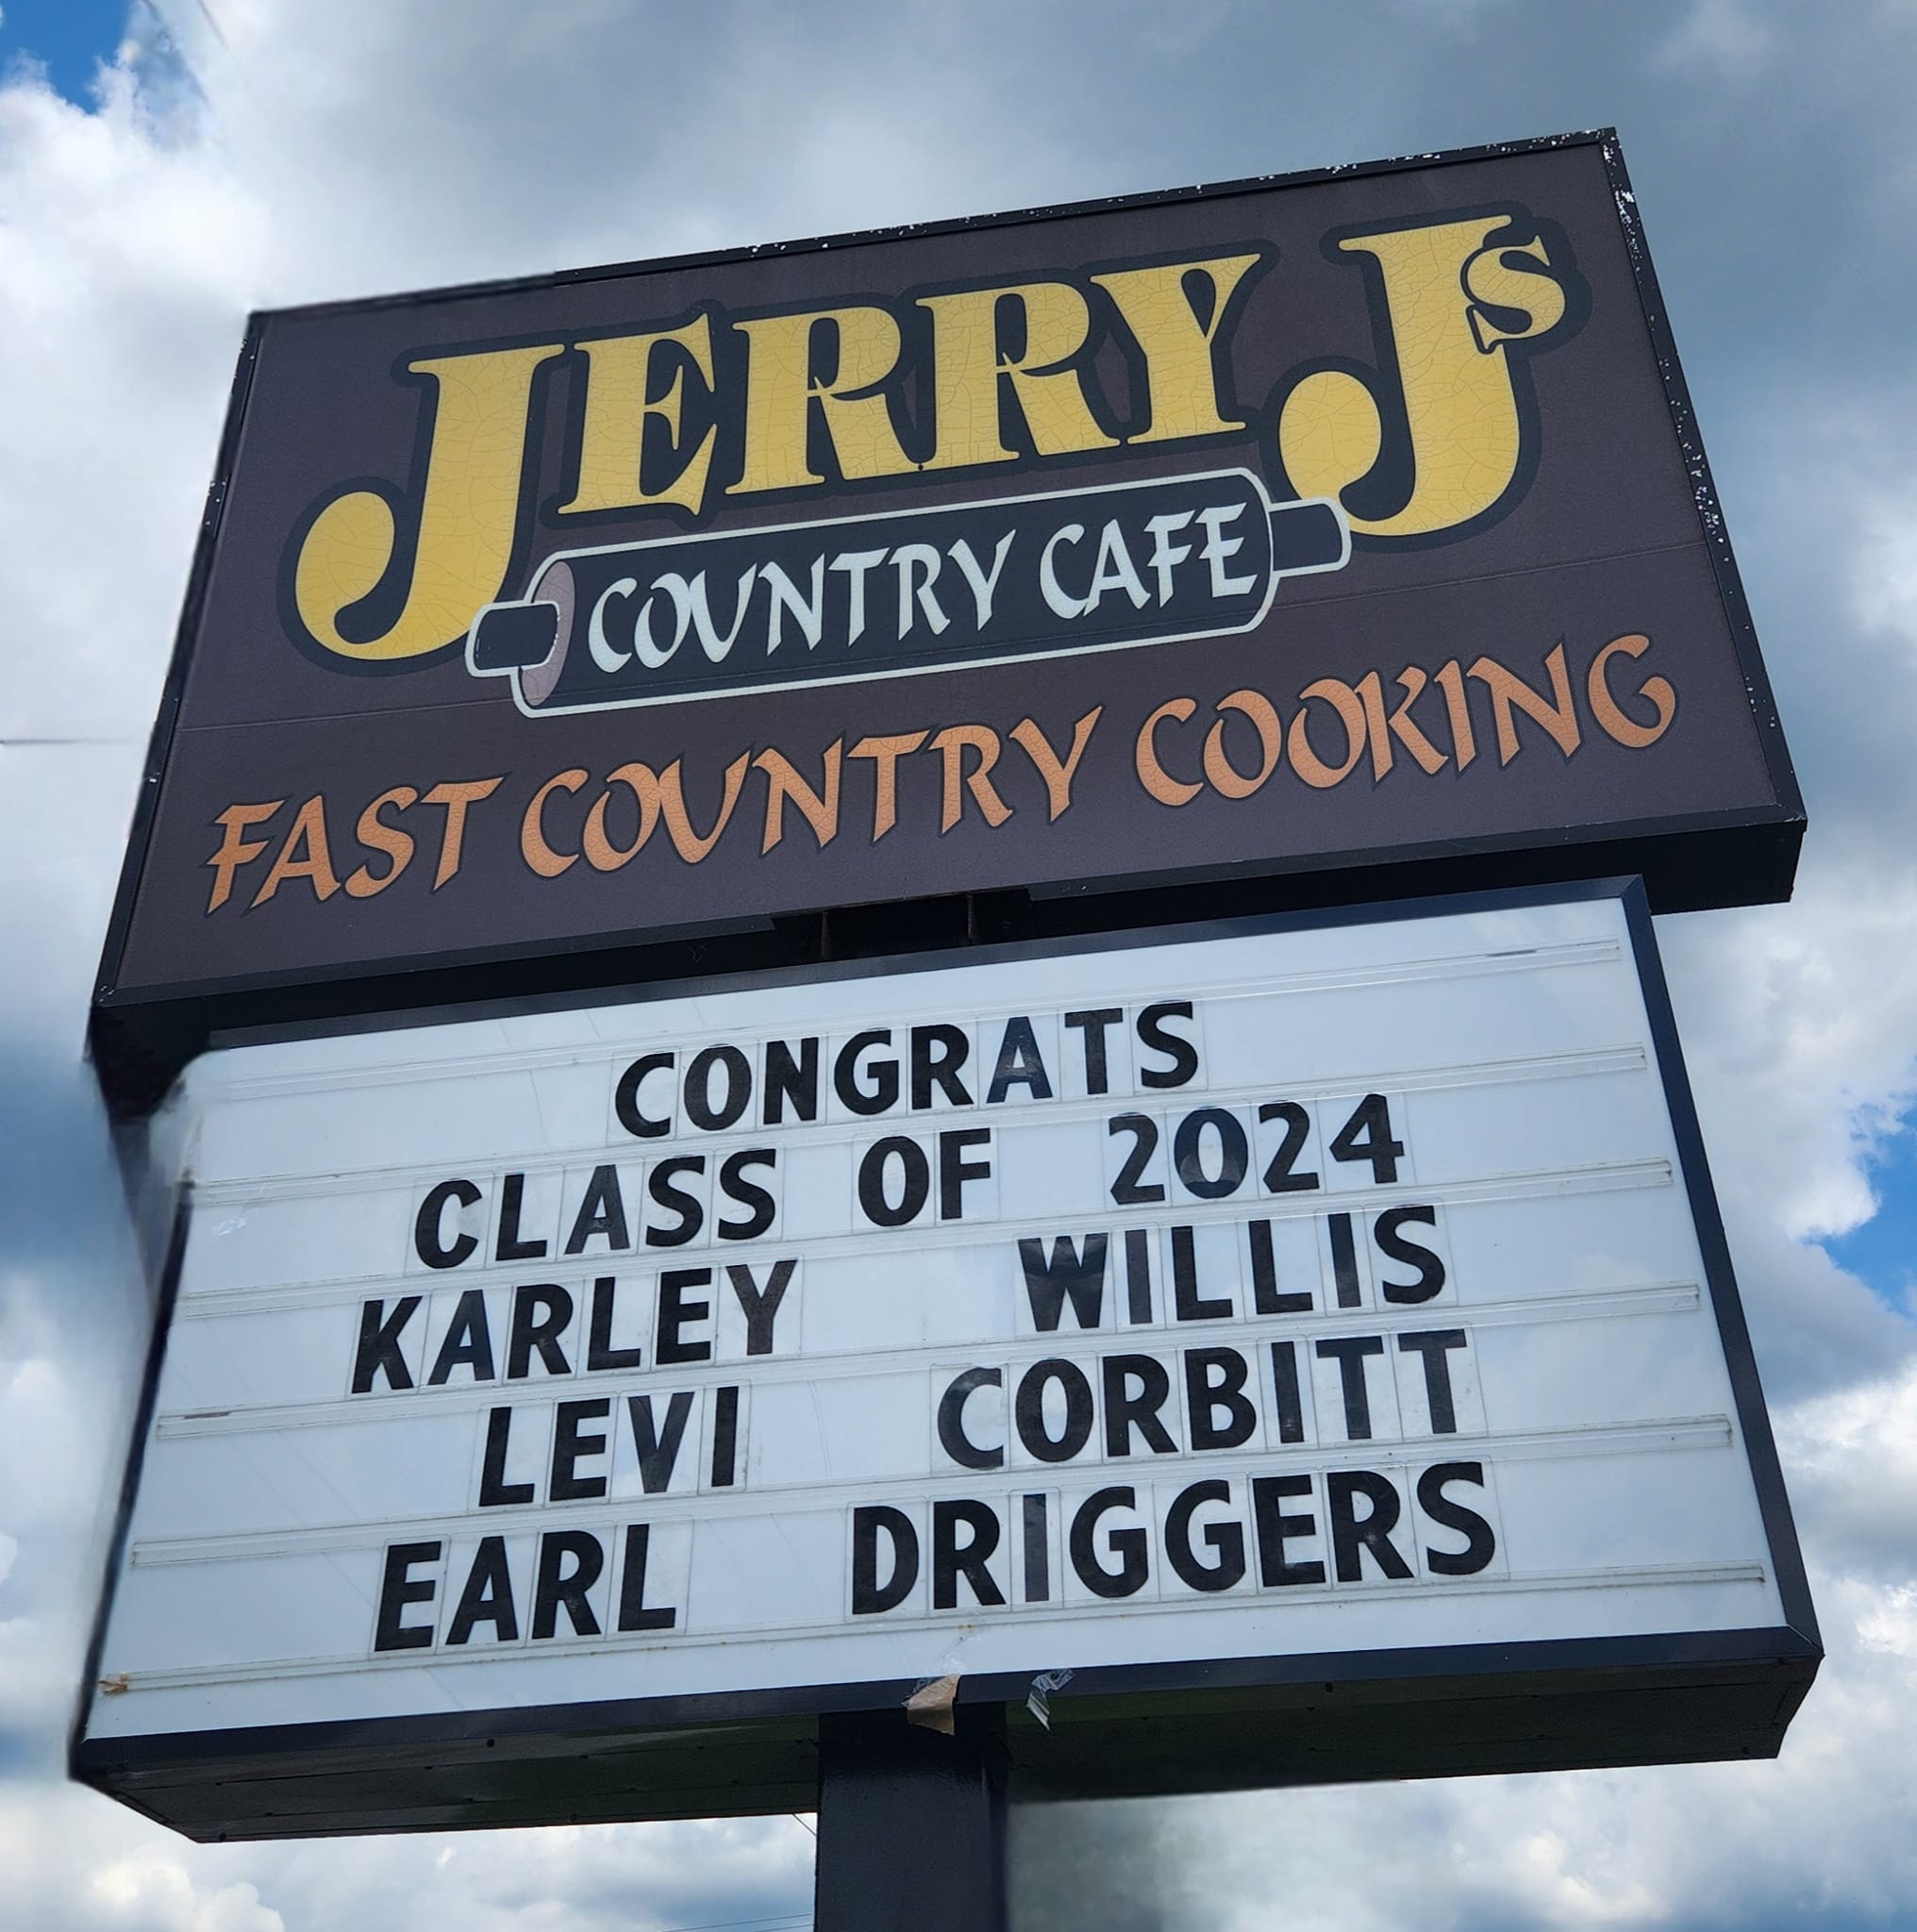 JERRY J'S
COUNTRY CAFE
FAST COUNTRY COOKING
CONGRATS
CLASS OF 2024
KARLEY WILLIS
LEVI CORBITT
EARL DRIGGERS